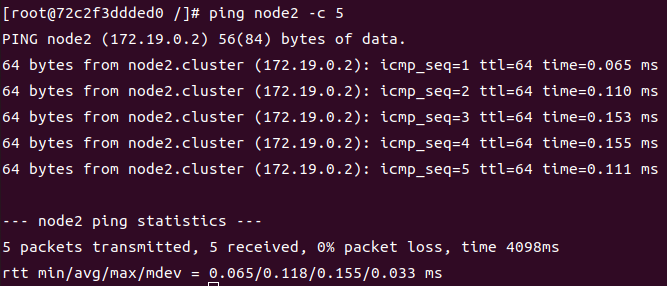 [root@72c2f3ddded0 /]# ping node2 -c 5
PING node2 (172.19.0.2) 56(84) bytes of data.
64 bytes from node2.cluster (172.19.0.2): icmp_seq=1 ttl=64 time=0.065 ms
64 bytes from node2.cluster (172.19.0.2): icmp_seq=2 ttl=64 time=0.110 ms
64 bytes from node2.cluster (172.19.0.2): icmp_seq=3 ttl=64 time=0.153 ms
64 bytes from node2.cluster (172.19.0.2): icmp_seq=4 ttl=64 time=0.155 ms
64 bytes from node2.cluster (172.19.0.2): icmp_seq=5 ttl=64 time=0.111 ms

--- node2 ping statistics ---
5 packets transmitted, 5 received, 0% packet loss, time 4098ms
rtt min/avg/max/mdev = 0.065/0.118/0.155/0.033 ms